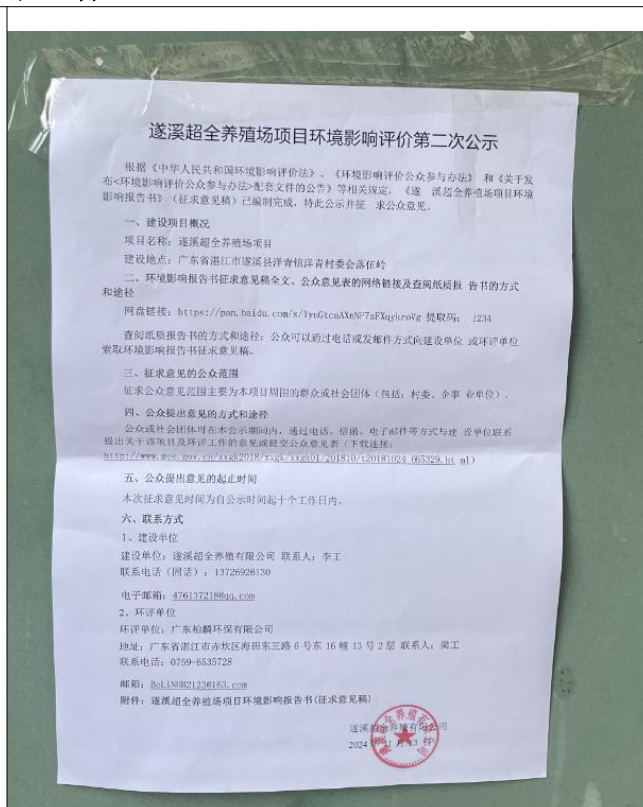 遂溪超全养殖场项目环境影响评价第二次公示
根据《中华人民共和国环境影响评价法》、《环境影响评价公众参与办法》 和《关于发
布<环境影响评价公众参与办法>配套文件的公告》等相关规定，《遂 溪超全养殖场项目环境
影响报告书》（征求意见稿）已编制完成，特此公示并征 求公众意见。
一、建设项目概况
项目名称：遂溪超全养殖场项目
建设地点：广东省湛江市遂溪县洋青镇洋青村委会落佰岭
二、环境影响报告书征求意见稿全文、公众意见表的网络链接及查阅纸质报 告书的方式
和途径
网盘链接：https://pan.baidu.com/s/ 提取码： 1234
查阅纸质报告书的方式和途径：公众可以通过电话或发邮件方式向建设单位 或环评单位
索取环境影响报告书征求意见稿。
三、征求意见的公众范围
征求公众意见范围主要为本项目周围的群众或社会团体（包括：村委、企事 业单位）。
四、公众提出意见的方式和途径
公众或社会团体可在本公示期间内，通过电话、信函、电子邮件等方式与建 设单位联系
提出关于该项目及环评工作的意见或提交公众意见表（下载连接：
http://www.mee.gov.cn/xxgk2018/xxgk/xxgk01/201810/t20181024_665329.ht ml）
五、公众提出意见的起止时间
本次征求意见时间为自公示时间起十个工作日内。
六、联系方式
1、建设单位
建设单位：遂溪超全养殖有限公司 联系人：李工
联系电话（固话）：13726926130
电子邮箱：476137218@qq.com
2、环评单位
环评单位：广东柏麟环保有限公司
地址：广东省湛江市赤坎区海田东三路 6 号东 16 幢 13 号 2 层 联系人：梁工
联系电话：0759-6535728
邮箱：BoLiNHB2123@163.com
附件：遂溪超全养殖场项目环境影响报告书(征求意见稿)
遂溪超全养殖有限公司
2024 年 11 月 13 日